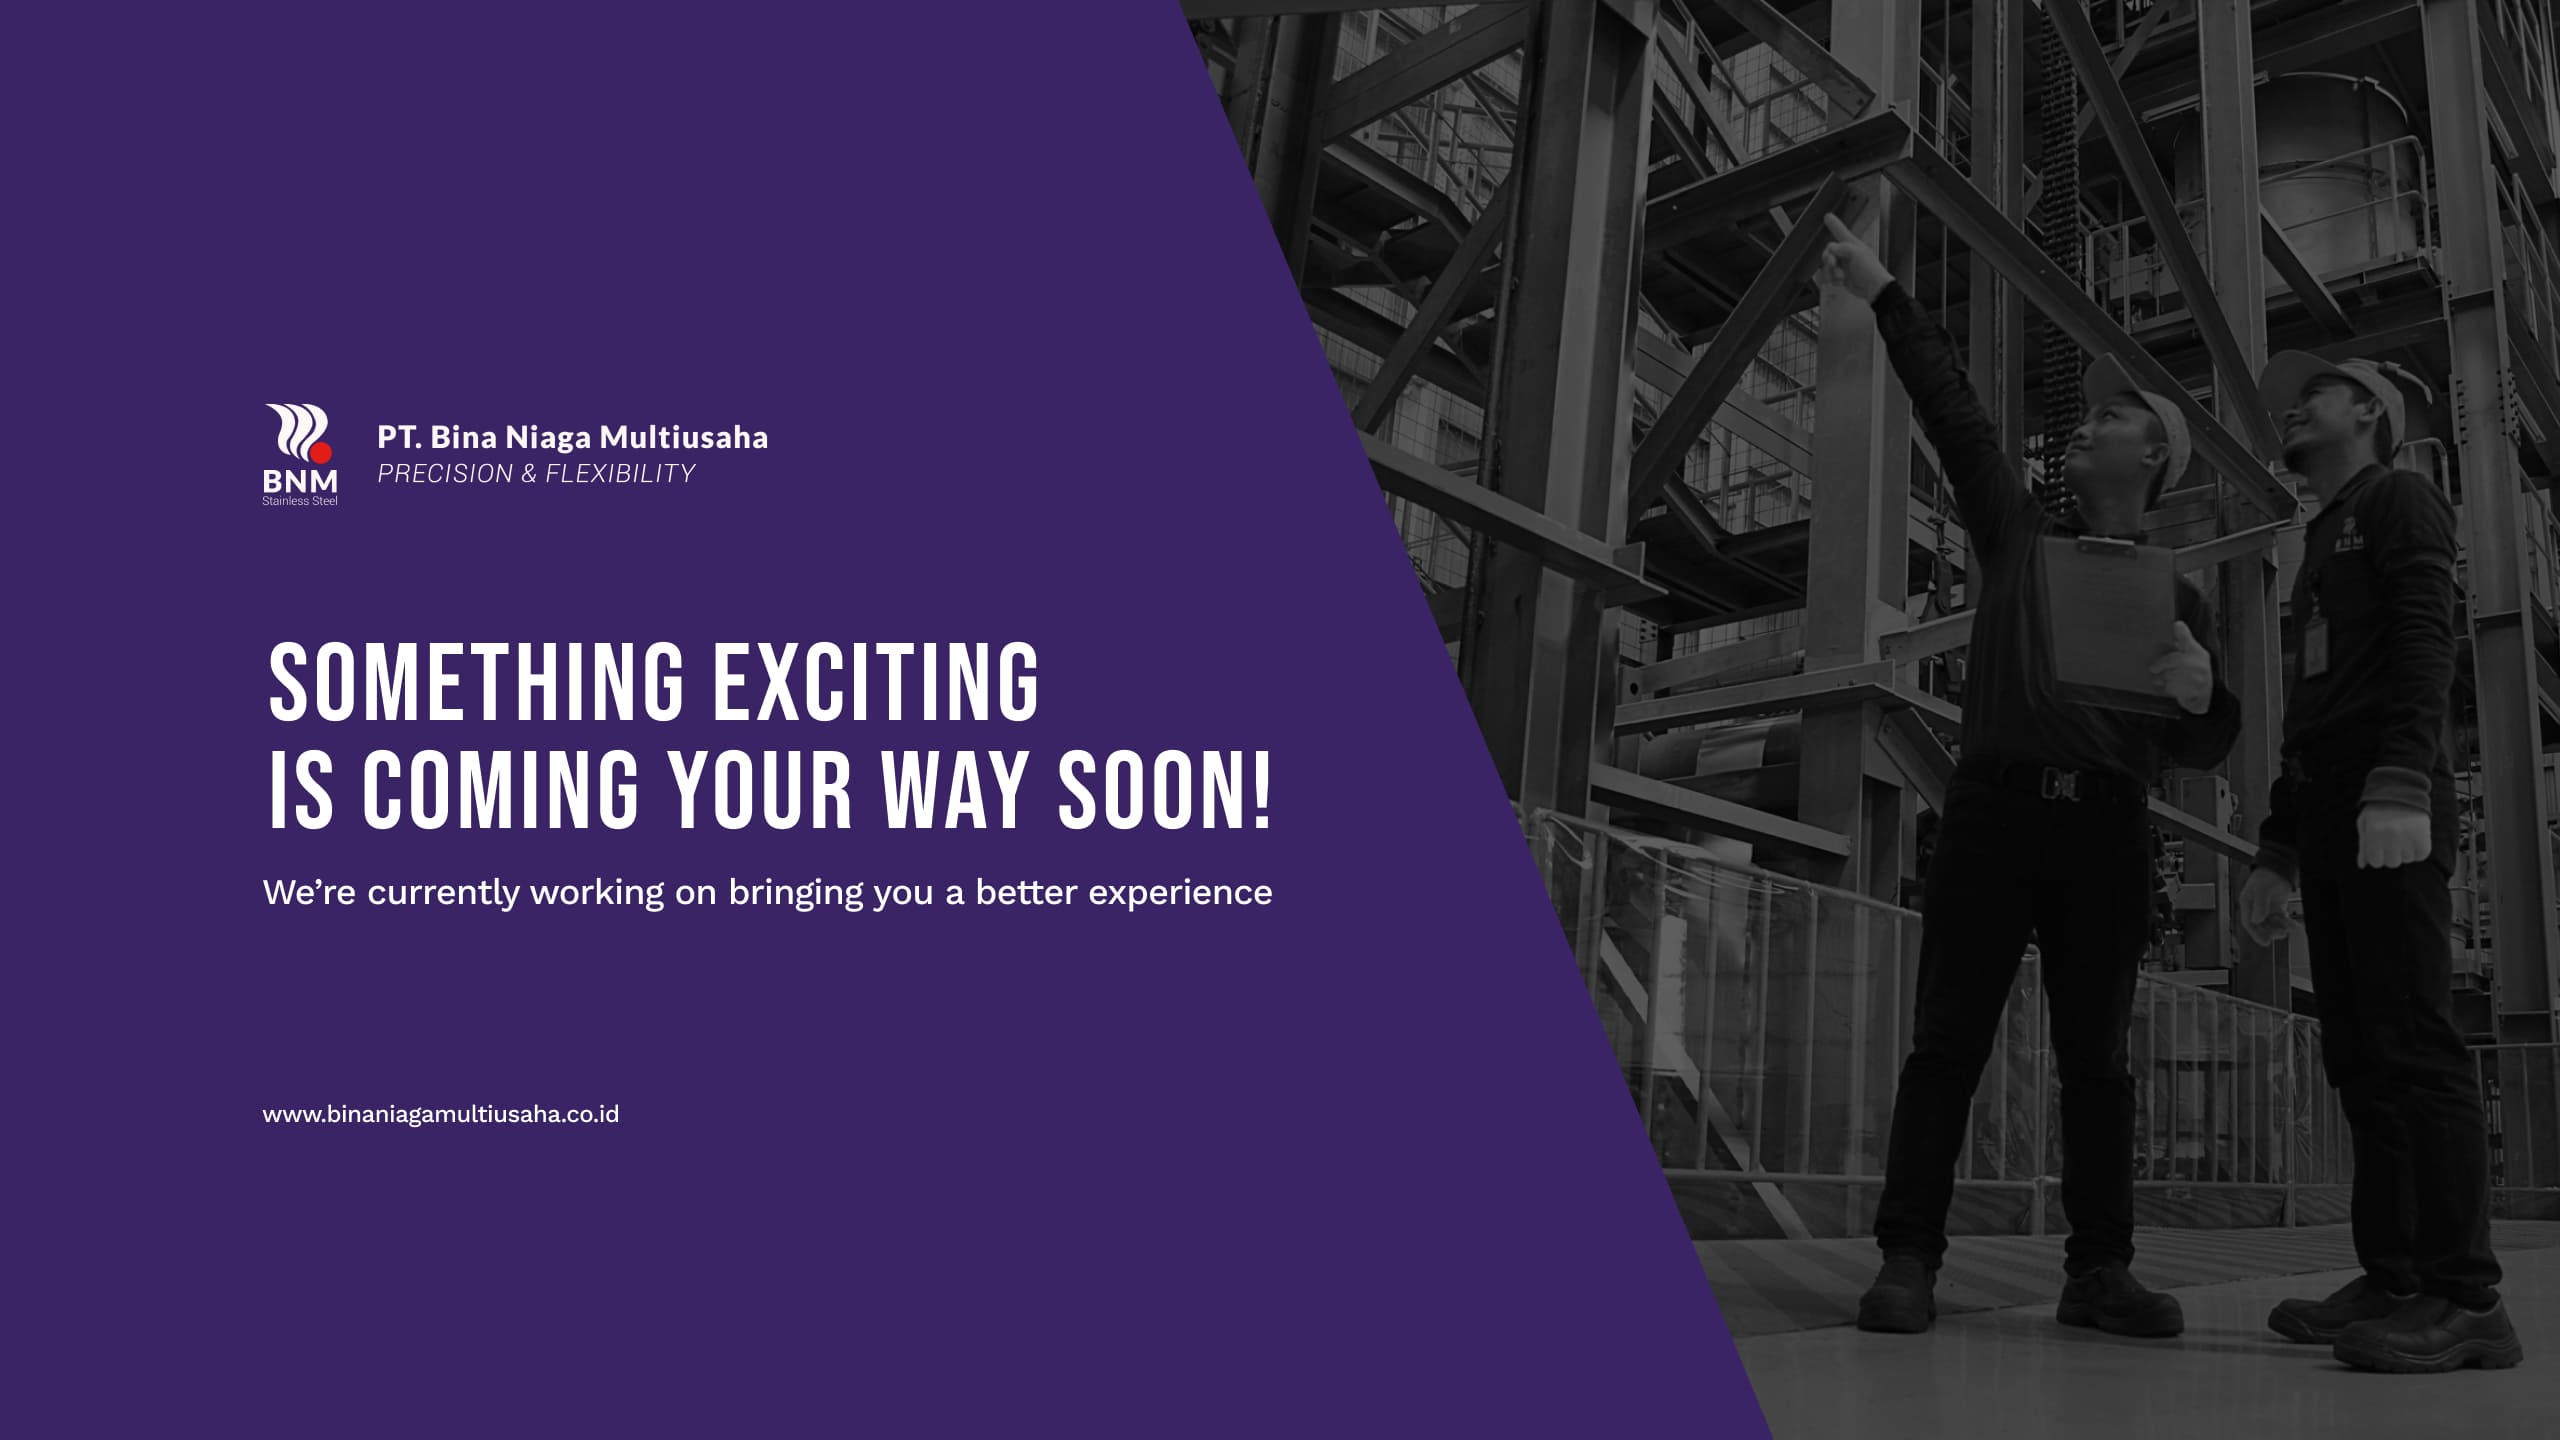 BNM
Stainless Steel
PT. Bina Niaga Multiusaha
PRECISION & FLEXIBILITY
SOMETHING EXCITING
IS COMING YOUR WAY SOON!
We’re currently working on bringing you a better experience
www.binaniagamultiusaha.co.id
BNM